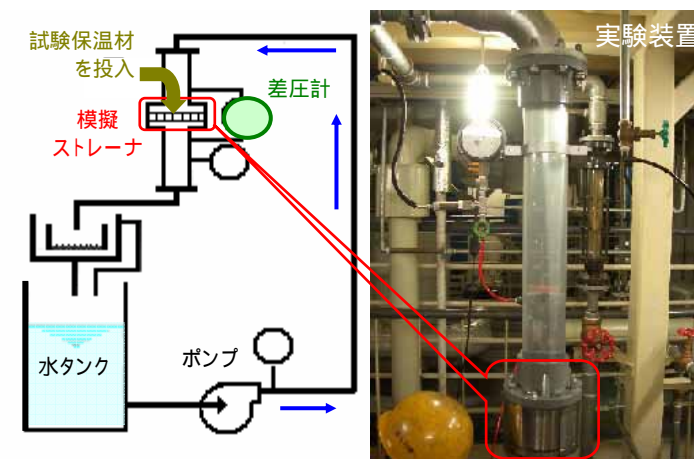 試験保温材
を投入
差圧計
模擬
ストレーナ
水タンク
ポンプ
実験装置